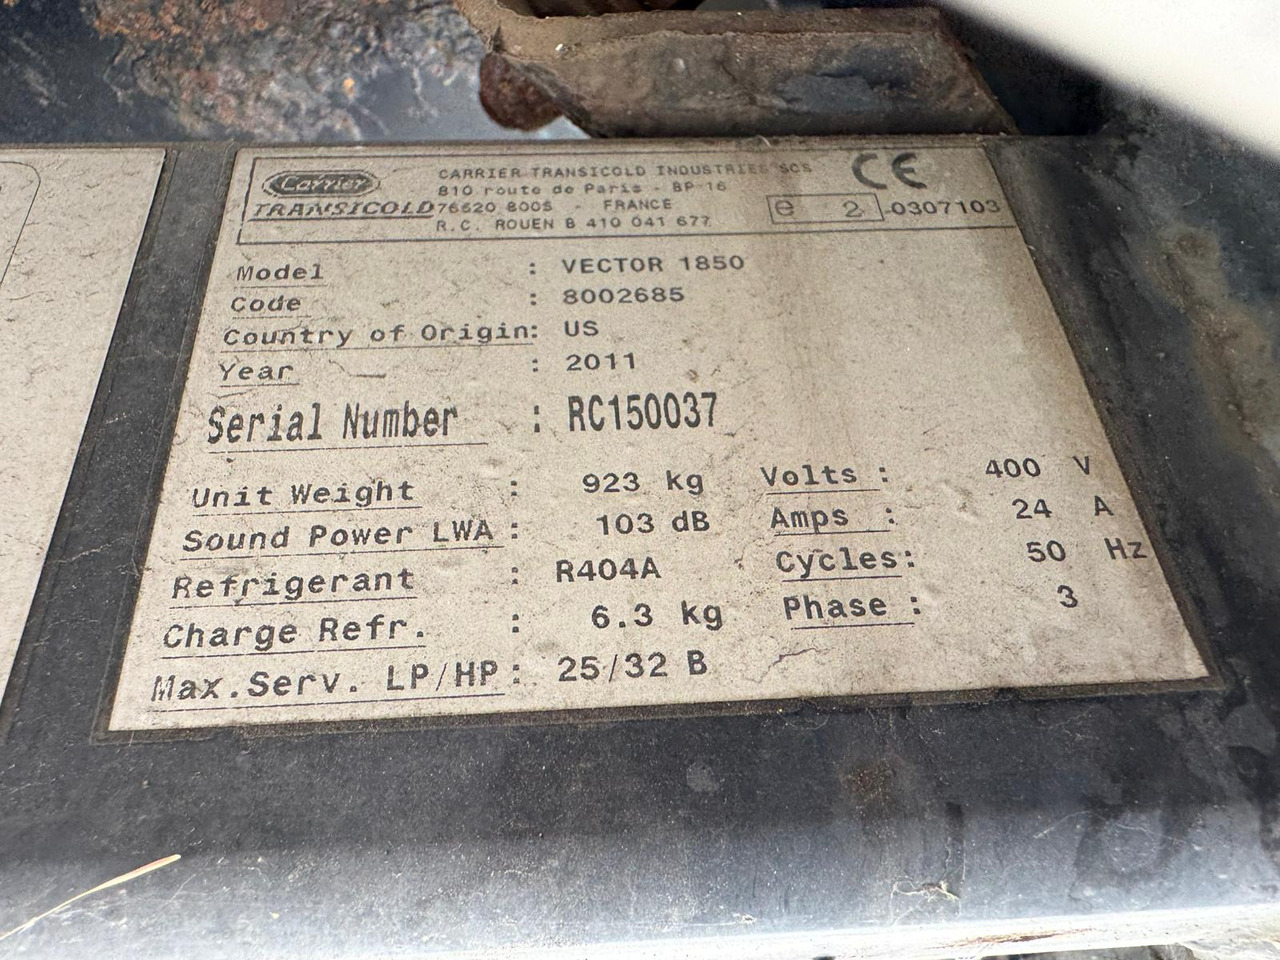 Carrier
TRANSICOLD
CARRIER TRANSICOLD INDUSTRIES SCS
810 route de Paris - BP 16
76520 BOOS - FRANCE
R.C. ROUEN B 410 041 677
CE
e 2 -0307103
Model : VECTOR 1850
Code : 8002685
Country of Origin: US
Year : 2011
Serial Number : RC150037
Unit Weight : 923 kg Volts : 400 V
Sound Power LWA : 103 dB Amps : 24 A
Refrigerant : R404A Cycles: 50 Hz
Charge Refr. : 6.3 kg Phase : 3
Max.Serv. LP/HP : 25/32 B